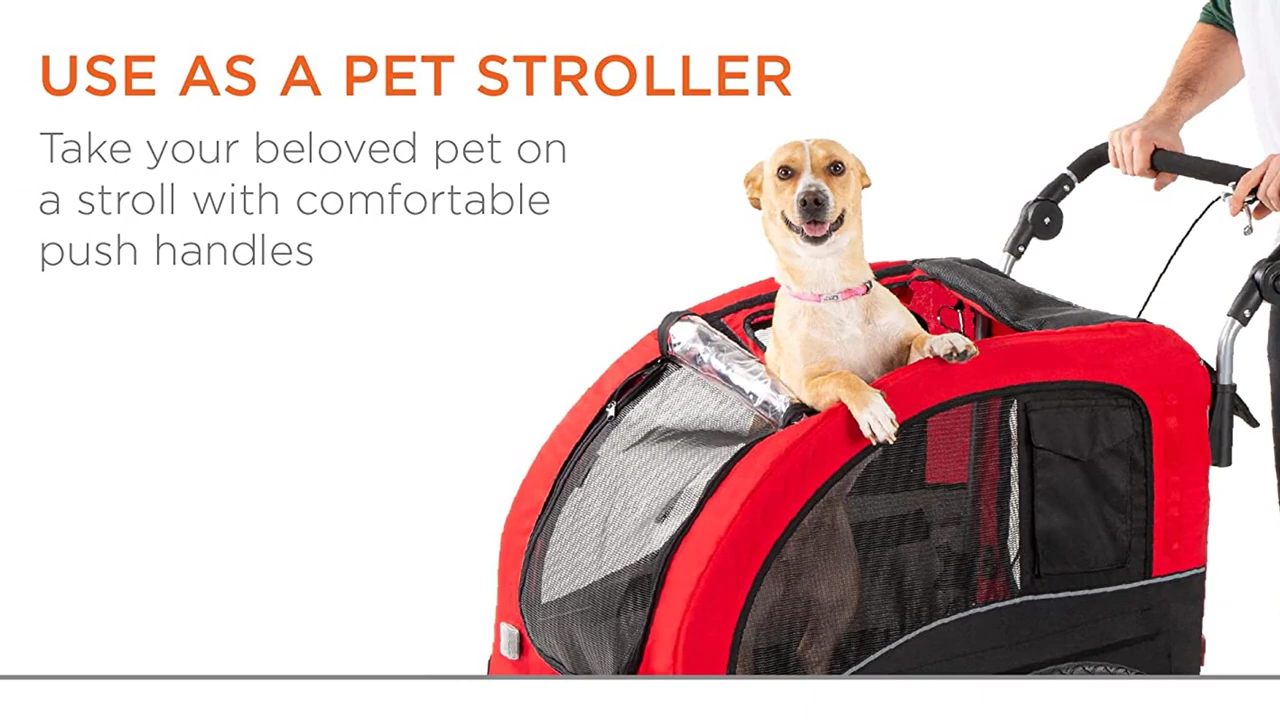 USE AS A PET STROLLER
Take your beloved pet on
a stroll with comfortable
push handles